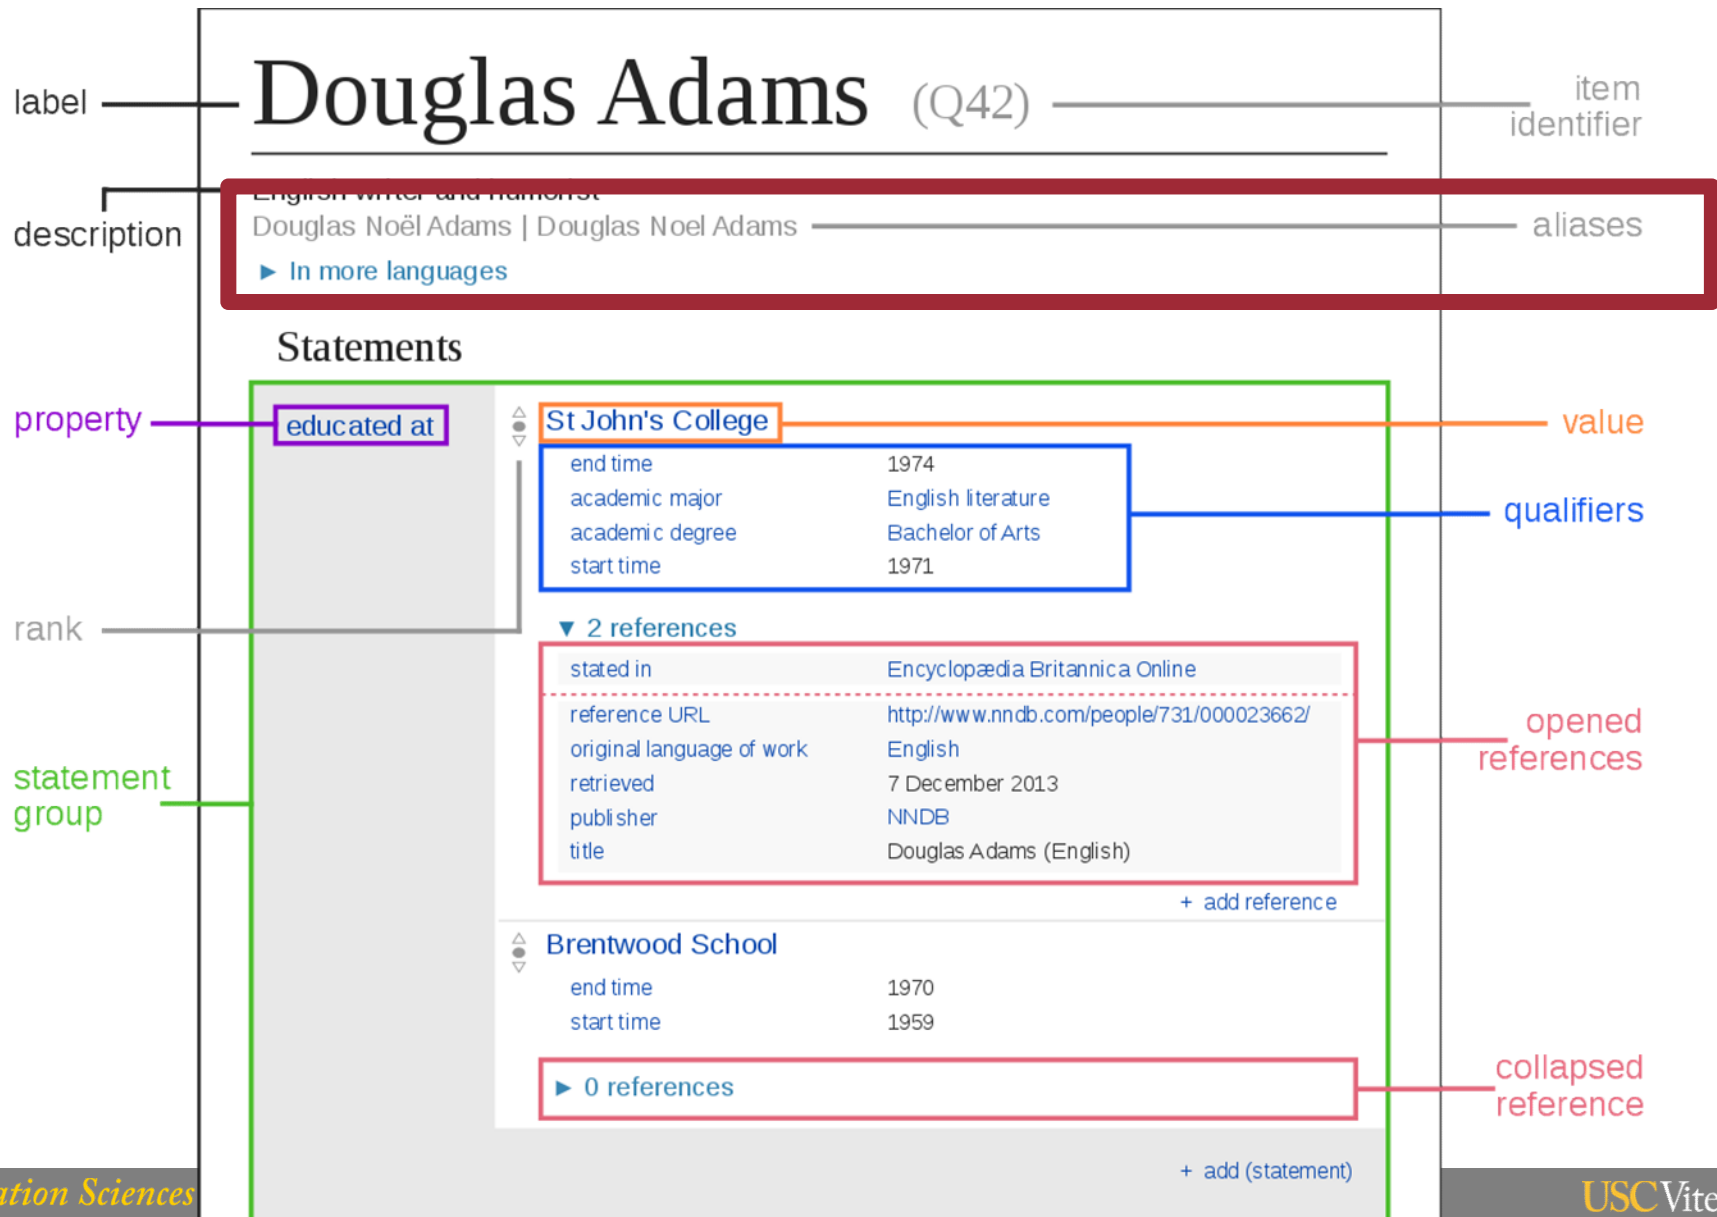 label
Douglas Adams (Q42)
item
identifier
description
English writer and humorist
Douglas Noël Adams | Douglas Noel Adams
aliases
► In more languages
Statements
property
educated at
St John's College
value
end time 1974
academic major English literature
academic degree Bachelor of Arts
start time 1971
qualifiers
rank
▼ 2 references
stated in Encyclopædia Britannica Online
reference URL http://www.nndb.com/people/731/000023662/
original language of work English
retrieved 7 December 2013
publisher NNDB
title Douglas Adams (English)
opened
references
statement
group
+ add reference
Brentwood School
end time 1970
start time 1959
► 0 references
collapsed
reference
+ add (statement)
ation Sciences
USC Vite